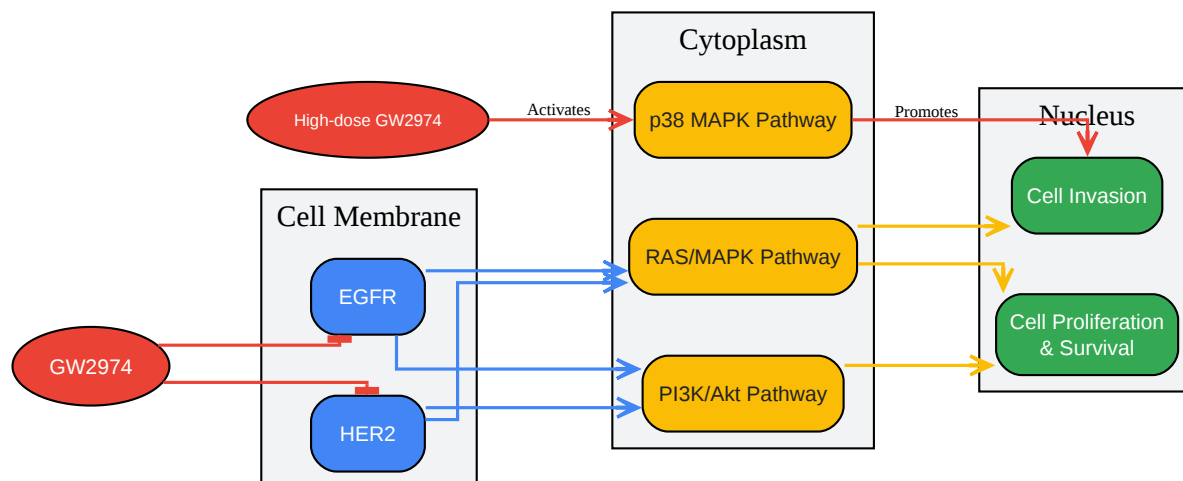 Cytoplasm
High-dose GW2974
Activates
p38 MAPK Pathway
Promotes
Nucleus
Cell Invasion
Cell Membrane
EGFR
RAS/MAPK Pathway
GW2974
Cell Proliferation
& Survival
HER2
PI3K/Akt Pathway